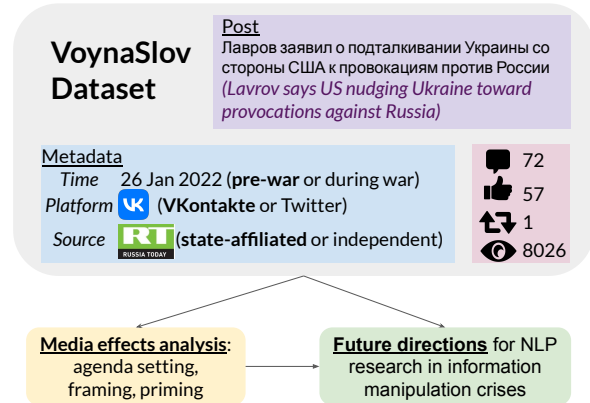 VoynaSlov
Dataset
Post
Лавров заявил о подталкивании Украины со
стороны США к провокациям против России
(Lavrov says US nudging Ukraine toward
provocations against Russia)
Metadata
Time 26 Jan 2022 (pre-war or during war)
Platform VK (VKontakte or Twitter)
Source RT RUSSIA TODAY (state-affiliated or independent)
72
57
1
8026
Media effects analysis:
agenda setting,
framing, priming
Future directions for NLP
research in information
manipulation crises